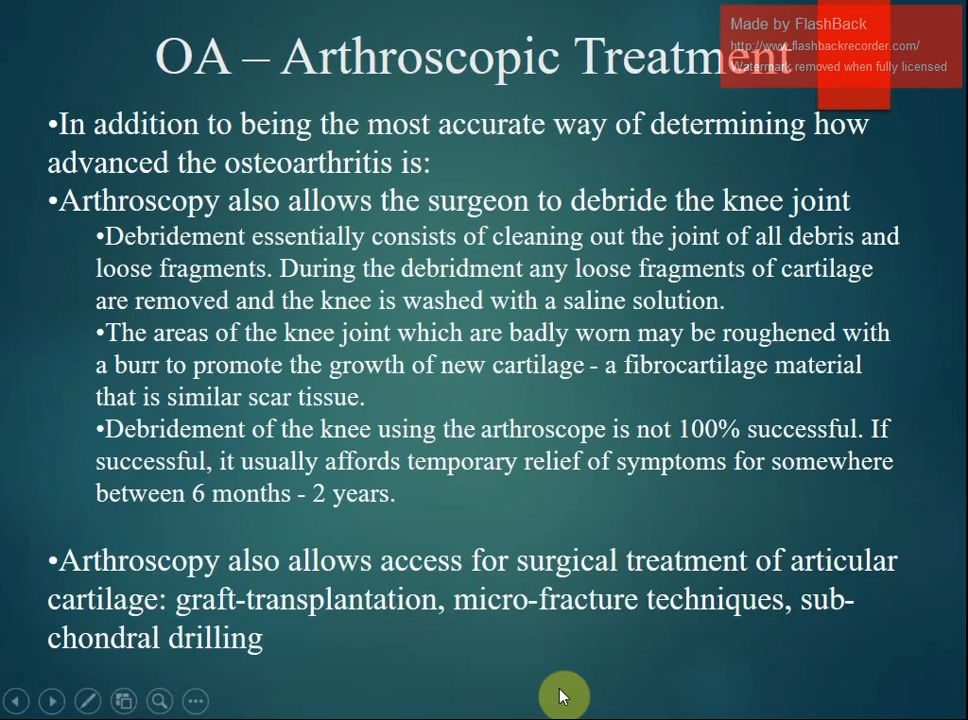 OA – Arthroscopic Treatment
Made by FlashBack
http://www.flashbackrecorder.com/
Watermark removed when fully licensed
•In addition to being the most accurate way of determining how
advanced the osteoarthritis is:
•Arthroscopy also allows the surgeon to debride the knee joint
•Debridement essentially consists of cleaning out the joint of all debris and
loose fragments. During the debridment any loose fragments of cartilage
are removed and the knee is washed with a saline solution.
•The areas of the knee joint which are badly worn may be roughened with
a burr to promote the growth of new cartilage - a fibrocartilage material
that is similar scar tissue.
•Debridement of the knee using the arthroscope is not 100% successful. If
successful, it usually affords temporary relief of symptoms for somewhere
between 6 months - 2 years.
•Arthroscopy also allows access for surgical treatment of articular
cartilage: graft-transplantation, micro-fracture techniques, sub-
chondral drilling